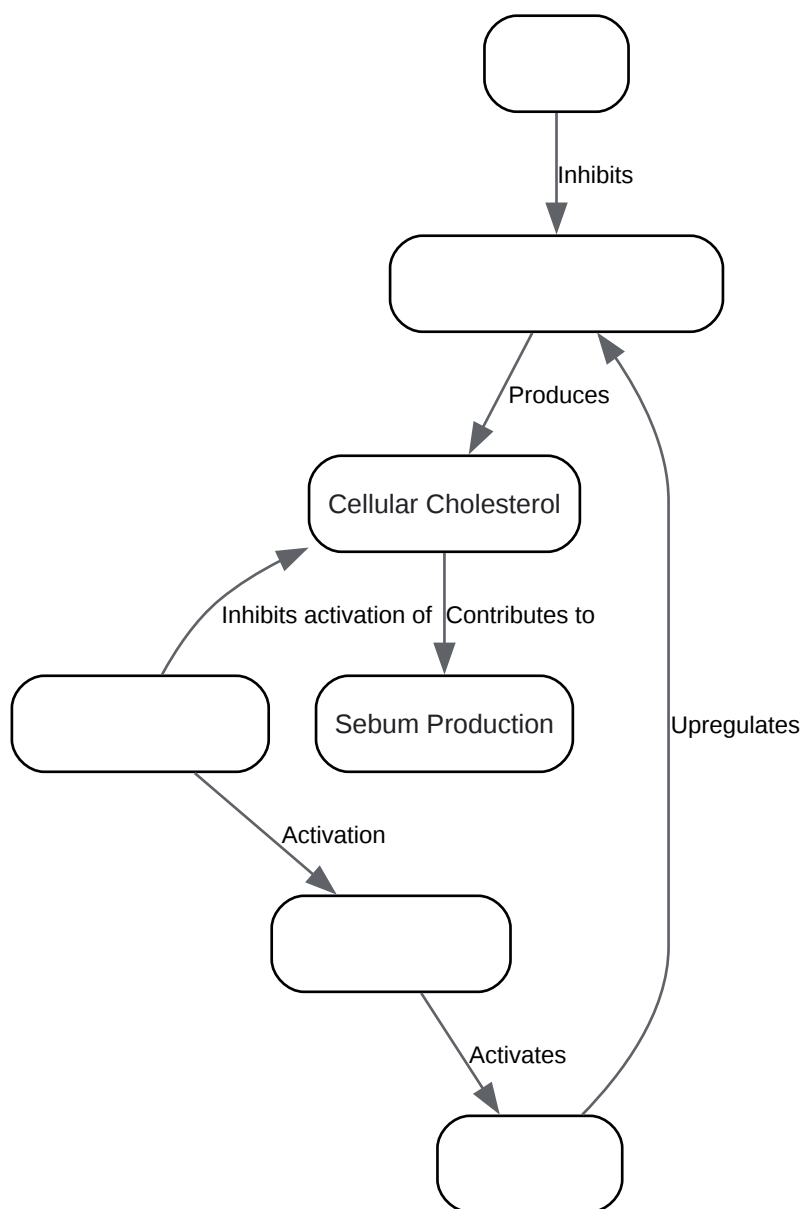 Inhibits
Produces
Cellular Cholesterol
Inhibits activation of
Contributes to
Sebum Production
Upregulates
Activation
Activates